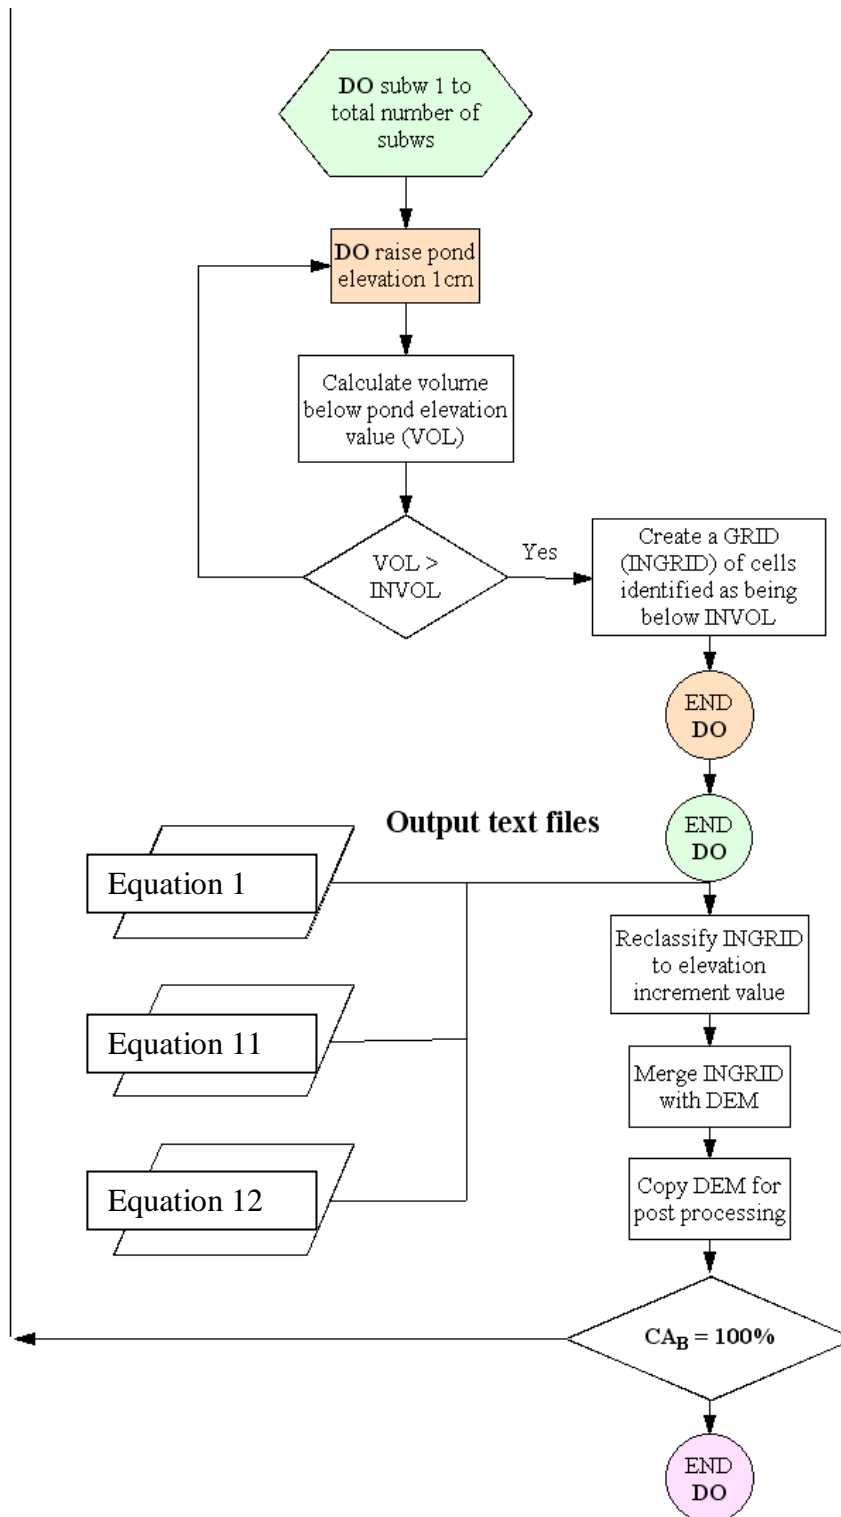 DO subw 1 to
total number of
subws
DO raise pond
elevation 1cm
Calculate volume
below pond elevation
value (VOL)
VOL >
INVOL
Yes
Create a GRID
(INGRID) of cells
identified as being
below INVOL
END
DO
Output text files
END
DO
Equation 1
Reclassify INGRID
to elevation
increment value
Equation 11
Merge INGRID
with DEM
Equation 12
Copy DEM for
post processing
CAB = 100%
END
DO